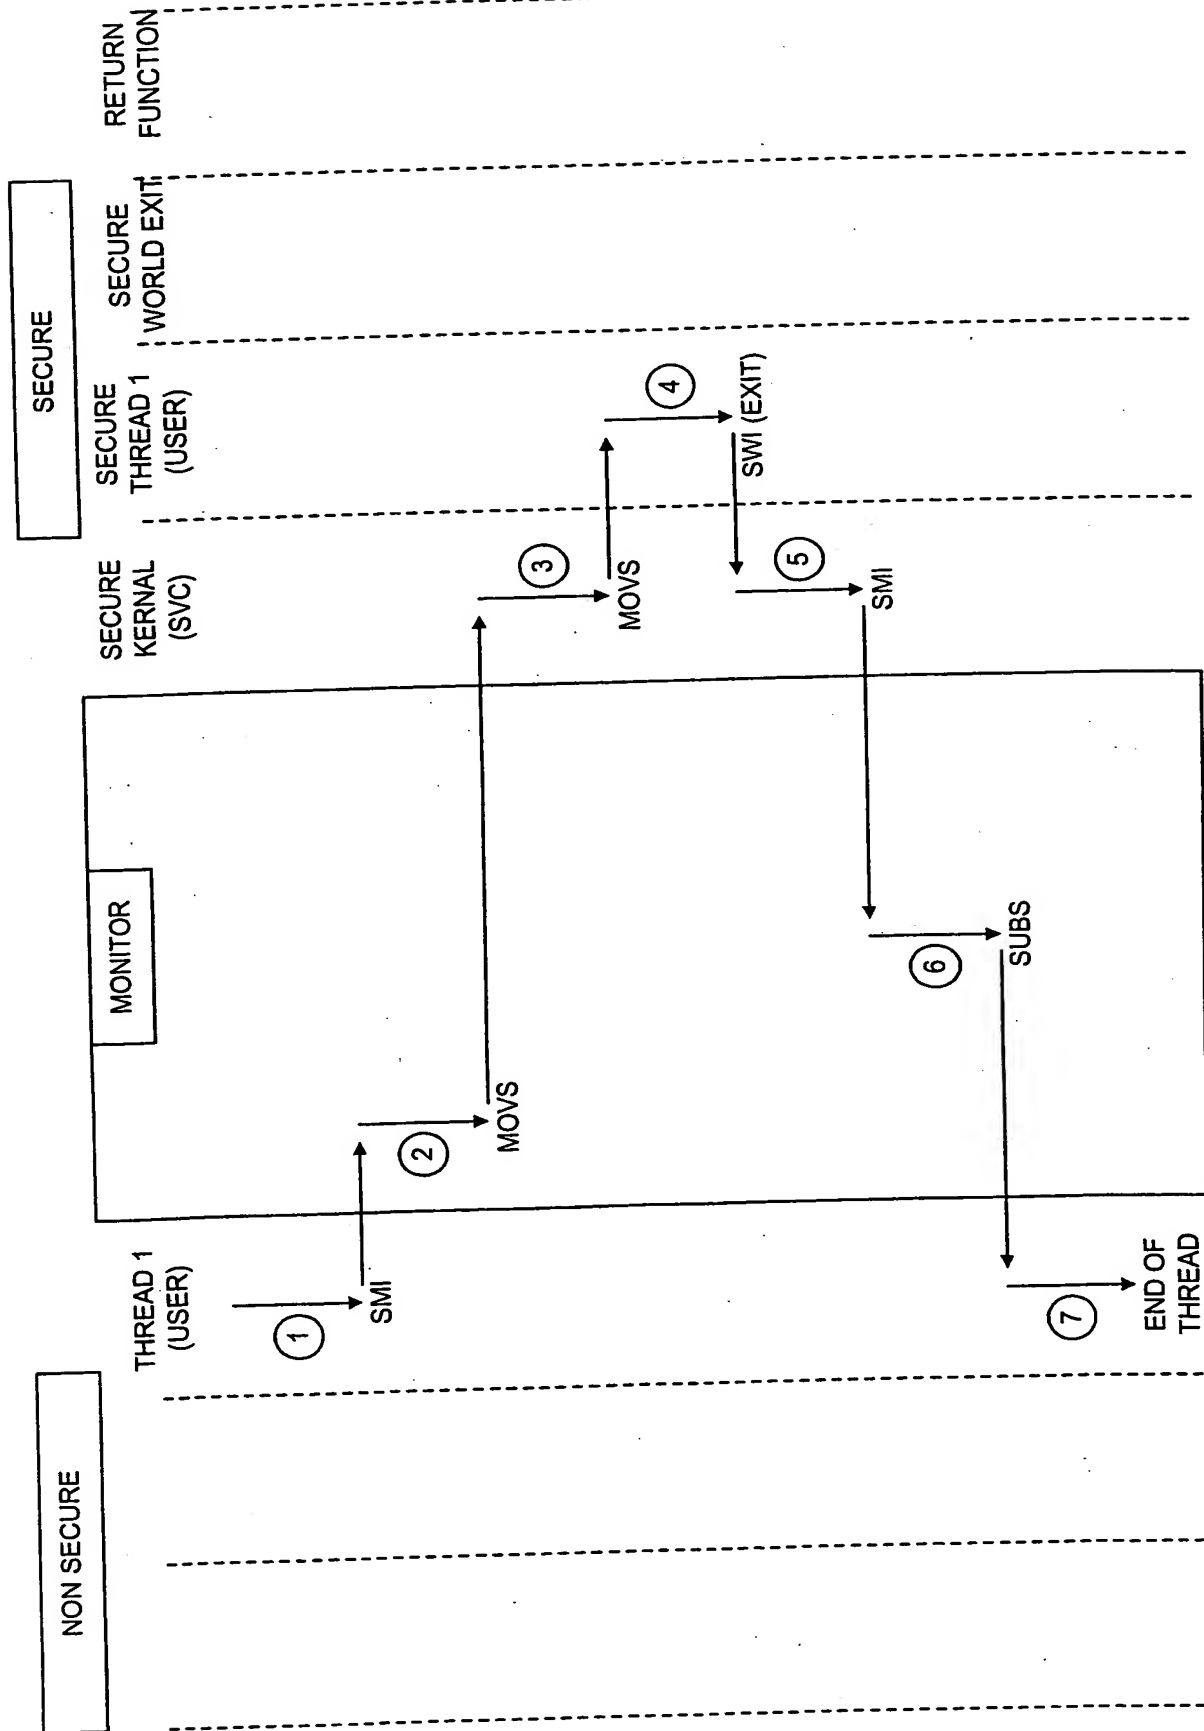 NON SECURE
MONITOR
SECURE
THREAD 1
(USER)
SECURE
KERNAL
(SVC)
SECURE
THREAD 1
(USER)
SECURE
WORLD EXIT
RETURN
FUNCTION
1
SMI
2
MOVS
3
MOVS
4
SWI (EXIT)
5
SMI
6
SUBS
7
END OF
THREAD